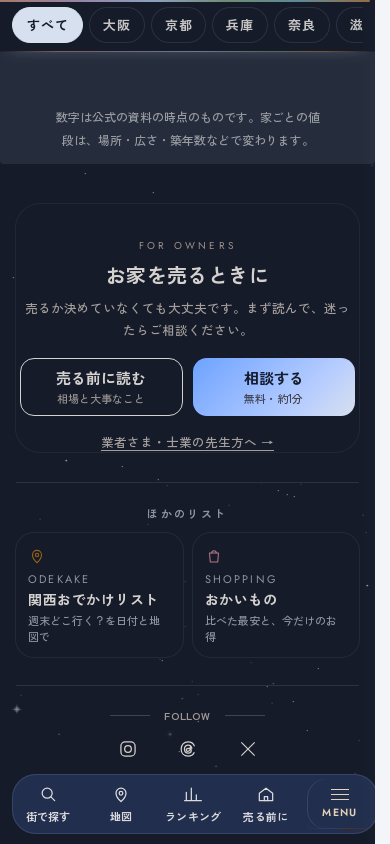 すべて 大阪 京都 兵庫 奈良 滋
数字は公式の資料の時点のものです。家ごとの値
段は、場所・広さ・築年数などで変わります。
FOR OWNERS
お家を売るときに
売るか決めていなくても大丈夫です。まず読んで、迷っ
たらご相談ください。
売る前に読む
相場と大事なこと
相談する
無料・約1分
業者さま・士業の先生方へ →
ほかのリスト
ODEKAKE
関西おでかけリスト
週末どこ行く？を日付と地
図で
SHOPPING
おかいもの
比べた最安と、今だけのお
得
FOLLOW
街で探す 地図 ランキング 売る前に MENU